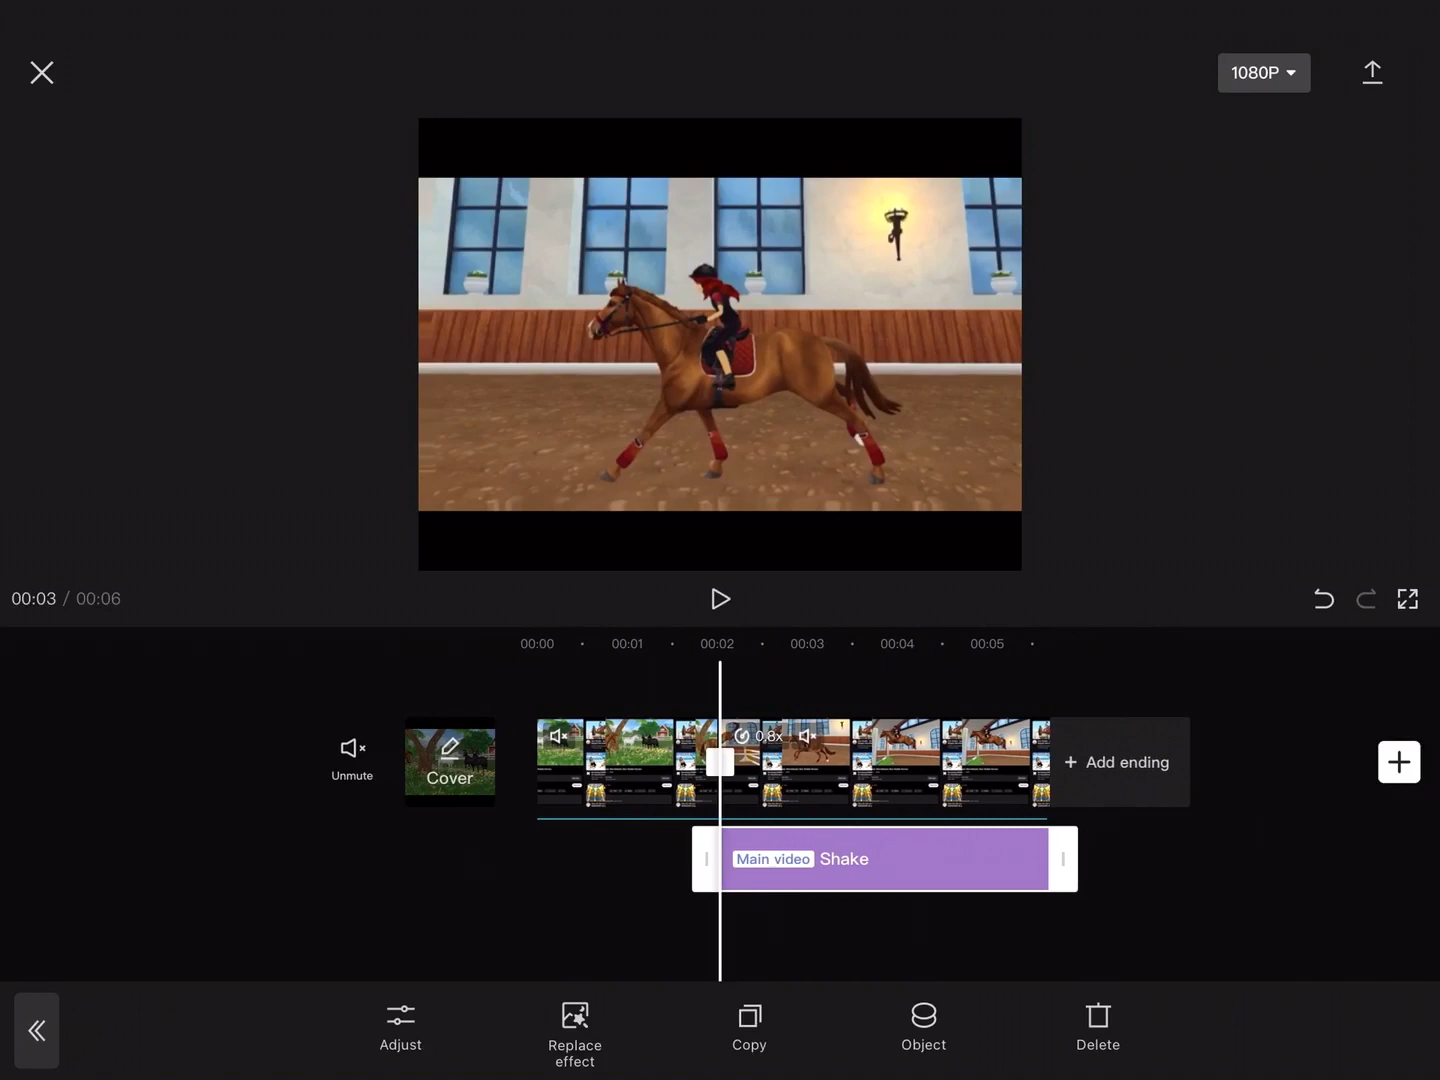 1080P
00:03 / 00:06
00:00 00:01 00:02 00:03 00:04 00:05
Unmute
Cover
0.8x
+ Add ending
Main video Shake
Adjust
Replace
effect
Copy
Object
Delete